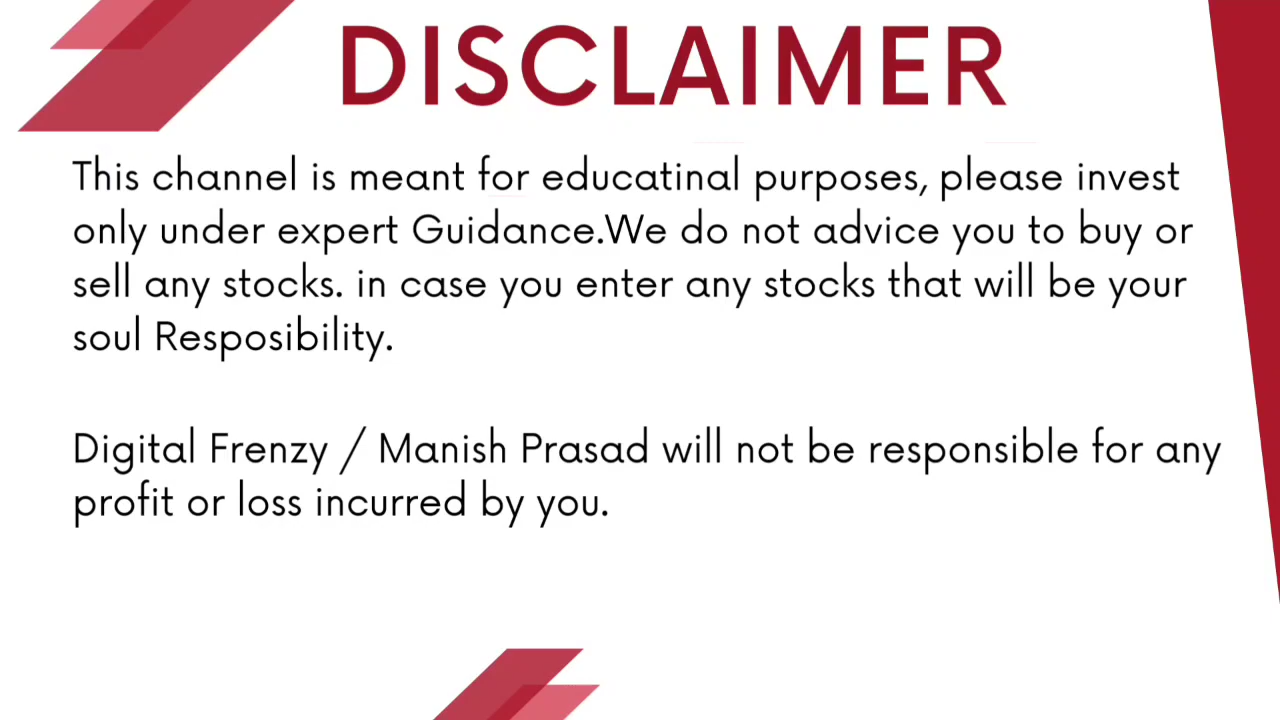 DISCLAIMER
This channel is meant for educatinal purposes, please invest
only under expert Guidance.We do not advice you to buy or
sell any stocks. in case you enter any stocks that will be your
soul Resposibility.
Digital Frenzy / Manish Prasad will not be responsible for any
profit or loss incurred by you.